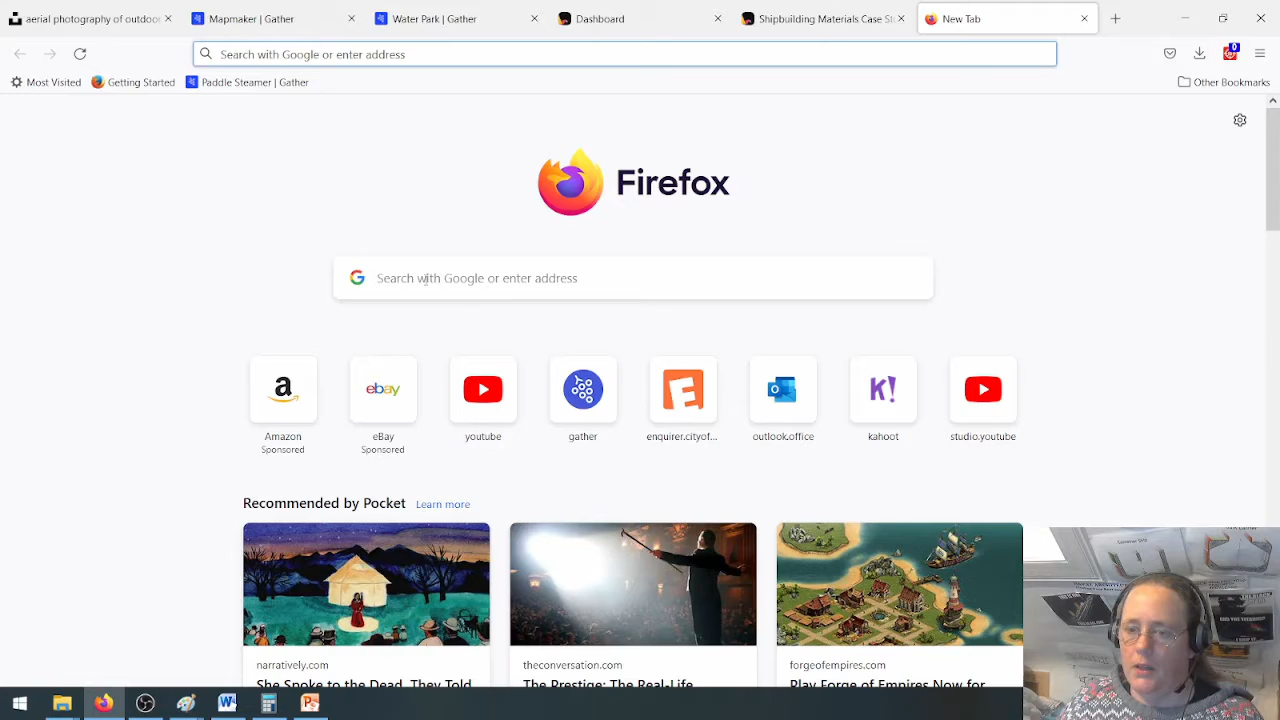 aerial photography of outdoo
Mapmaker | Gather
Water Park | Gather
Dashboard
Shipbuilding Materials Case St
New Tab
Search with Google or enter address
0
Most Visited
Getting Started
Paddle Steamer | Gather
Other Bookmarks
Firefox
Search with Google or enter address
a
ebay
E
O
K!
Amazon
Sponsored
eBay
Sponsored
youtube
gather
enquirer.cityof...
outlook.office
kahoot
studio.youtube
Recommended by Pocket
Learn more
narratively.com
She Spoke to the Dead. They Told
theconversation.com
The Prestige: The Real-Life
forgeofempires.com
Play Forge of Empires Now for